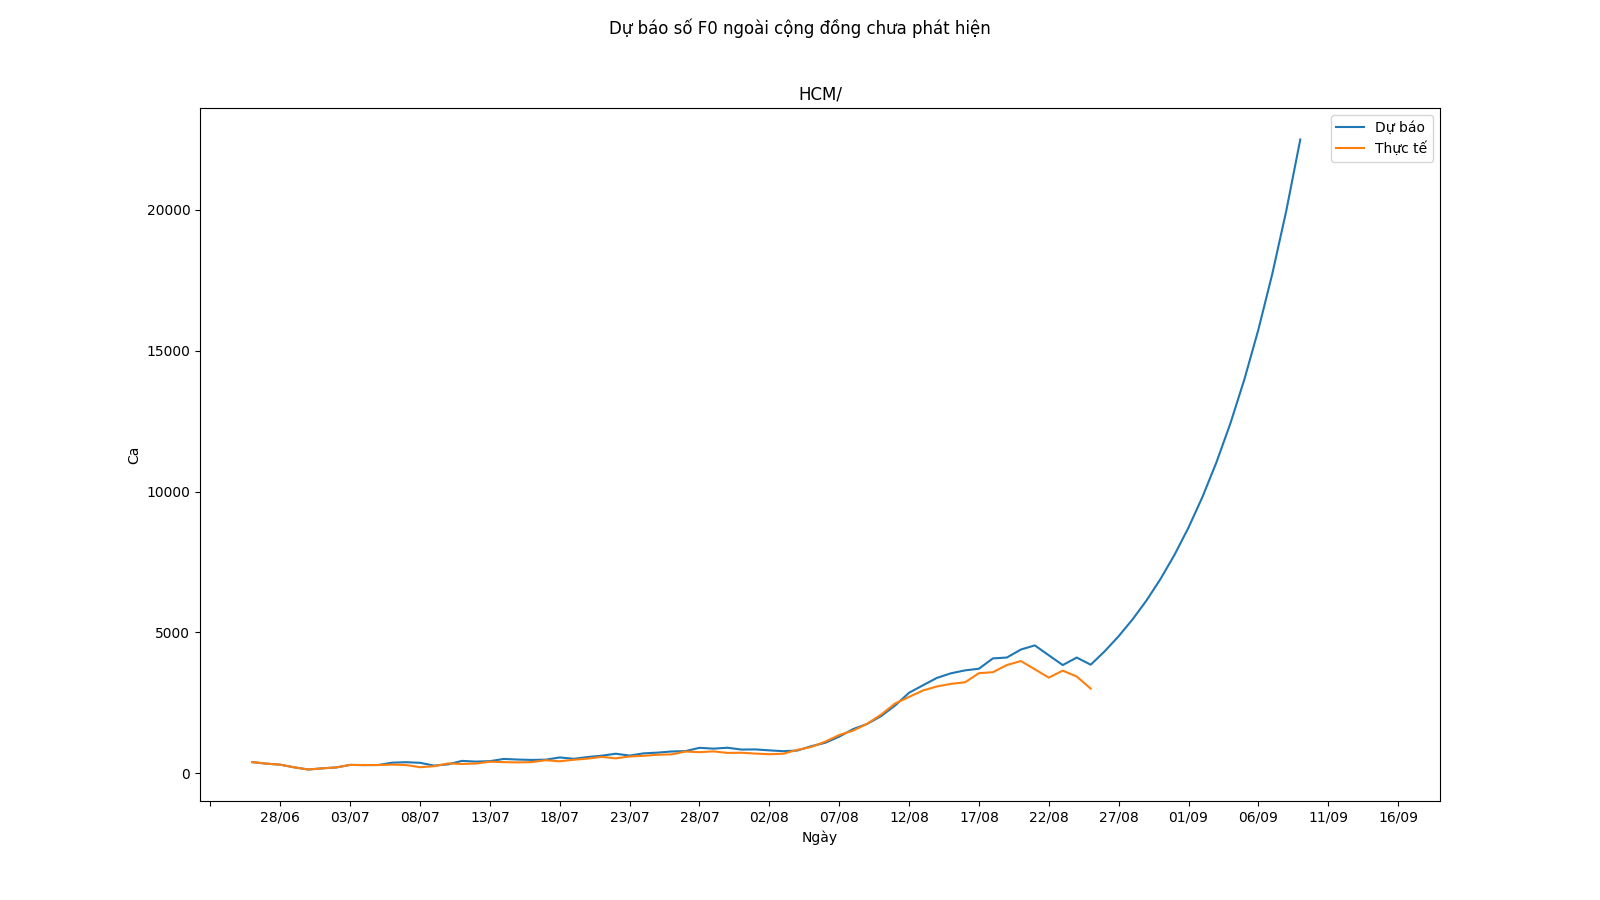 Dự báo số F0 ngoài cộng đồng chưa phát hiện
HCM/
Dự báo
Thực tế
Ca
20000
15000
10000
5000
0
28/06 03/07 08/07 13/07 18/07 23/07 28/07 02/08 07/08 12/08 17/08 22/08 27/08 01/09 06/09 11/09 16/09
Ngày